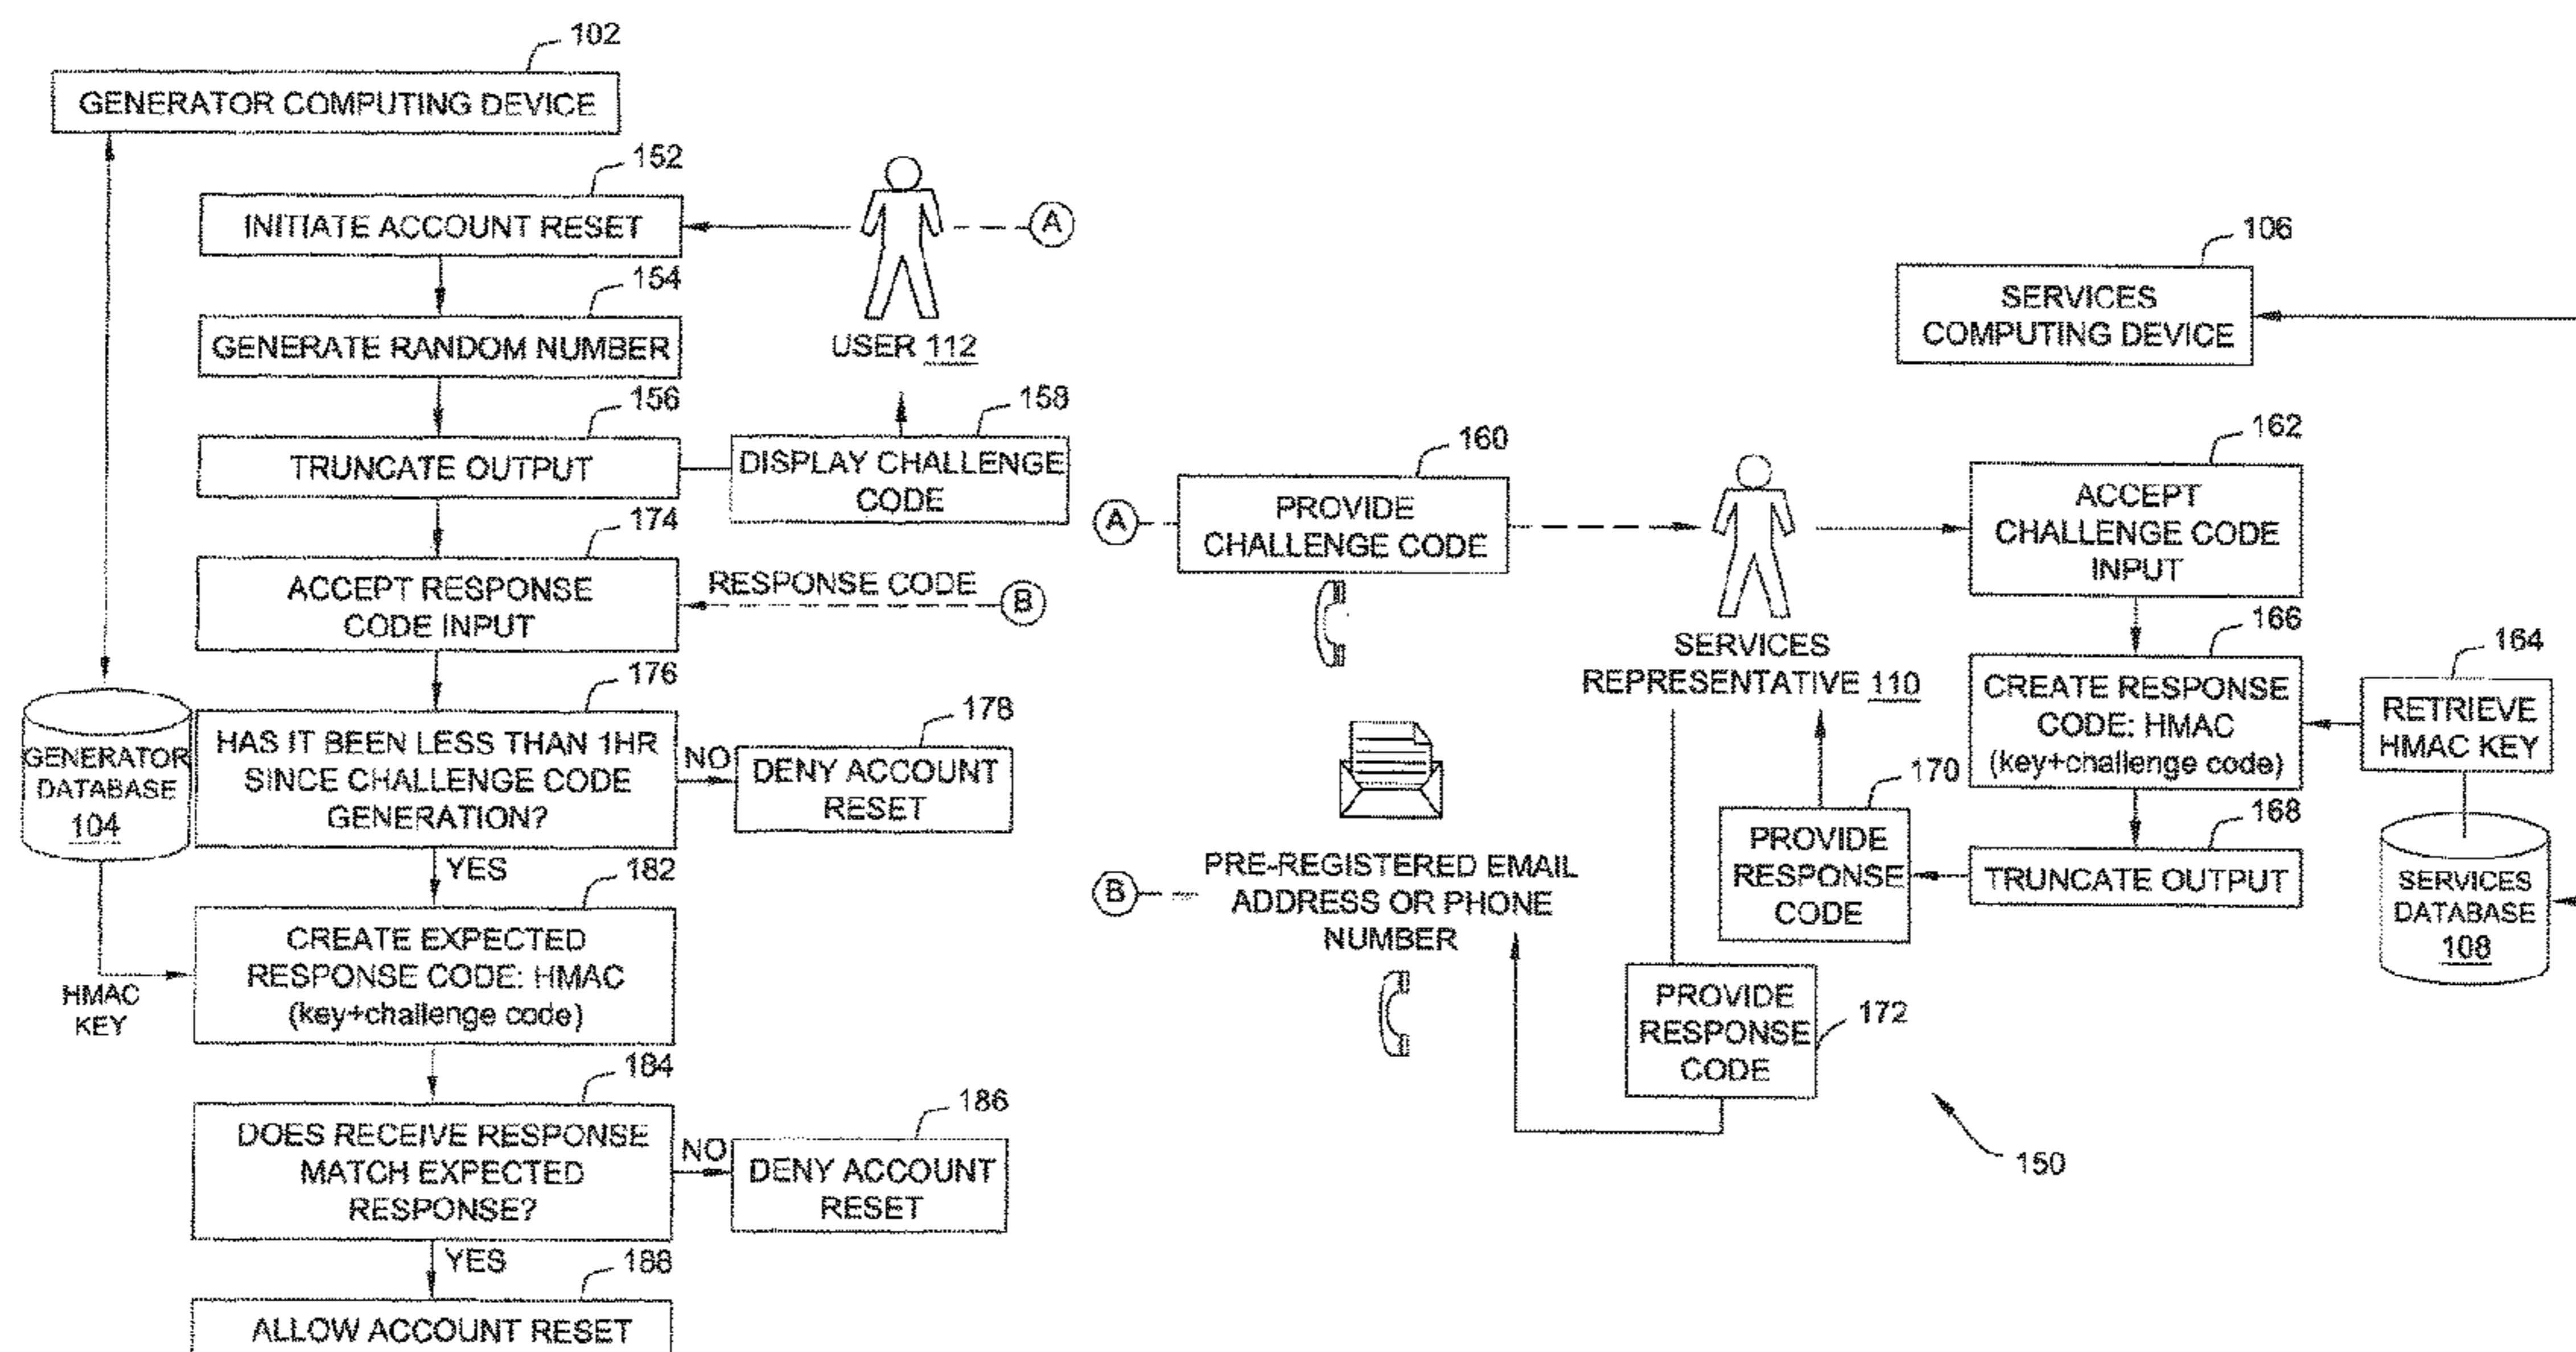 102
GENERATOR COMPUTING DEVICE
152
INITIATE ACCOUNT RESET
A
154
GENERATE RANDOM NUMBER
USER 112
156
TRUNCATE OUTPUT
158
DISPLAY CHALLENGE
CODE
174
ACCEPT RESPONSE
CODE INPUT
RESPONSE CODE
B
176
HAS IT BEEN LESS THAN 1HR
SINCE CHALLENGE CODE
GENERATION?
NO
178
DENY ACCOUNT
RESET
GENERATOR
DATABASE
104
YES
182
CREATE EXPECTED
RESPONSE CODE: HMAC
(key+challenge code)
HMAC
KEY
184
DOES RECEIVE RESPONSE
MATCH EXPECTED
RESPONSE?
NO
186
DENY ACCOUNT
RESET
YES
188
ALLOW ACCOUNT RESET
106
SERVICES
COMPUTING DEVICE
A
160
PROVIDE
CHALLENGE CODE
SERVICES
REPRESENTATIVE 110
162
ACCEPT
CHALLENGE CODE
INPUT
166
CREATE RESPONSE
CODE: HMAC
(key+challenge code)
164
RETRIEVE
HMAC KEY
168
TRUNCATE OUTPUT
SERVICES
DATABASE
108
170
PROVIDE
RESPONSE
CODE
172
PROVIDE
RESPONSE
CODE
B
PRE-REGISTERED EMAIL
ADDRESS OR PHONE
NUMBER
150